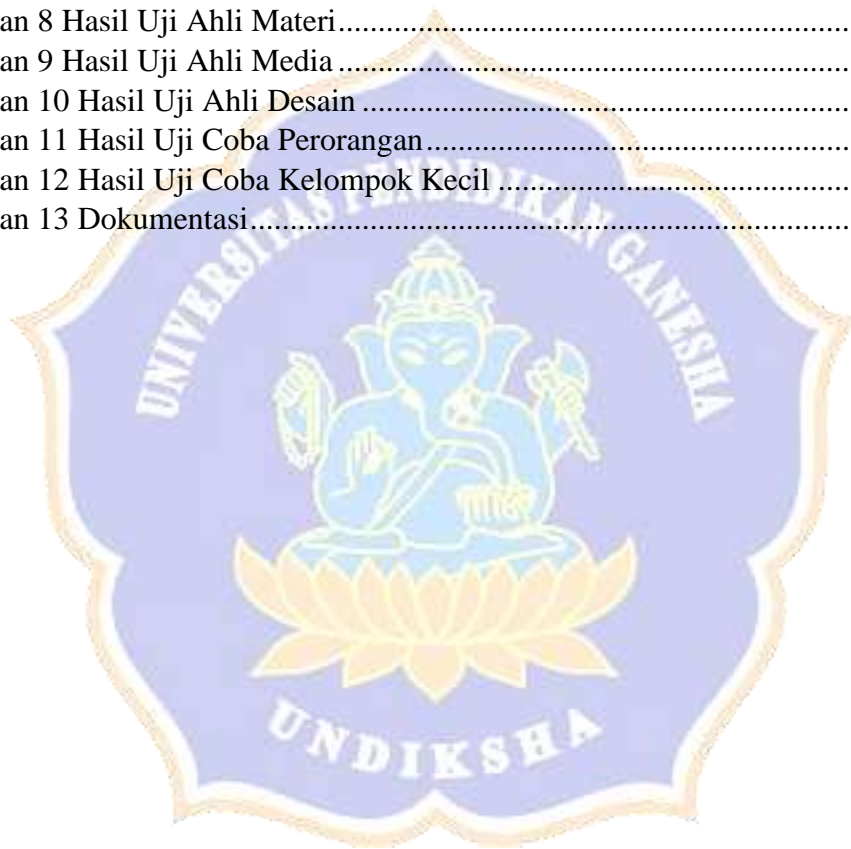 an 8 Hasil Uji Ahli Materi...............................................................
an 9 Hasil Uji Ahli Media ...............................................................
an 10 Hasil Uji Ahli Desain ............................................................
an 11 Hasil Uji Coba Perorangan....................................................
an 12 Hasil Uji Coba Kelompok Kecil ...........................................
an 13 Dokumentasi.........................................................................
UNIVERSITAS PENDIDIKAN GANESHA
UNDIKSHA